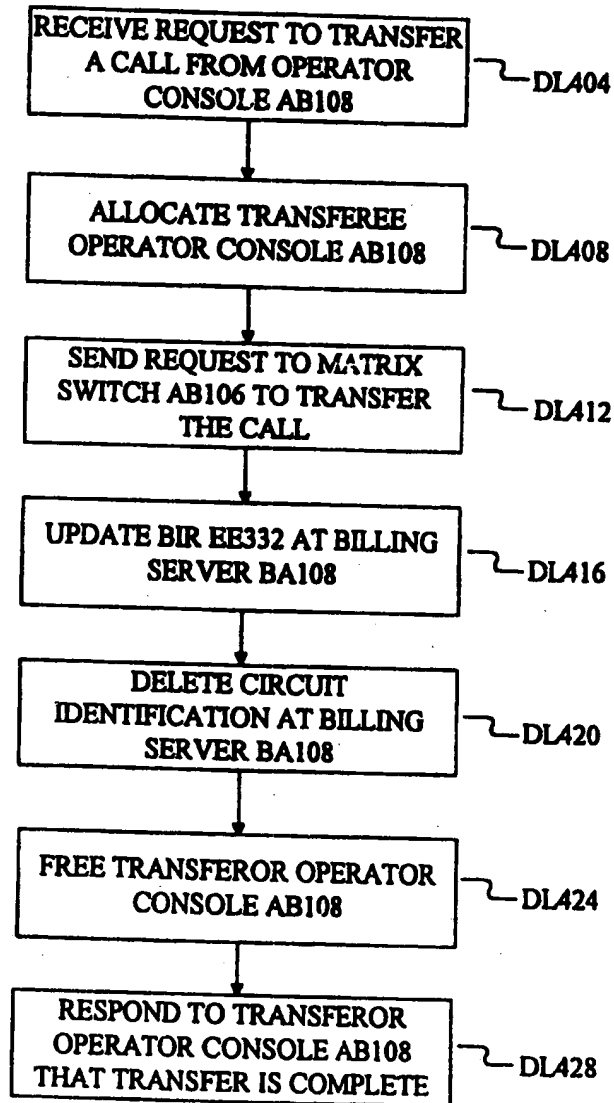 RECEIVE REQUEST TO TRANSFER
A CALL FROM OPERATOR
CONSOLE AB108
DL404
ALLOCATE TRANSFEREE
OPERATOR CONSOLE AB108
DL408
SEND REQUEST TO MATRIX
SWITCH AB106 TO TRANSFER
THE CALL
DL412
UPDATE BIR EE332 AT BILLING
SERVER BA108
DL416
DELETE CIRCUIT
IDENTIFICATION AT BILLING
SERVER BA108
DL420
FREE TRANSFEROR OPERATOR
CONSOLE AB108
DL424
RESPOND TO TRANSFEROR
OPERATOR CONSOLE AB108
THAT TRANSFER IS COMPLETE
DL428